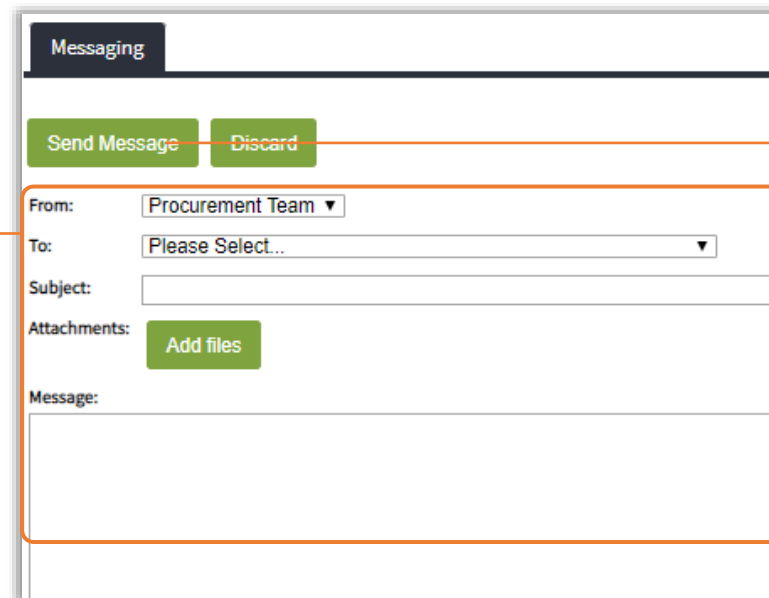 Messaging
Send Message Discard
From: Procurement Team ▼
To: Please Select... ▼
Subject:
Attachments: Add files
Message: